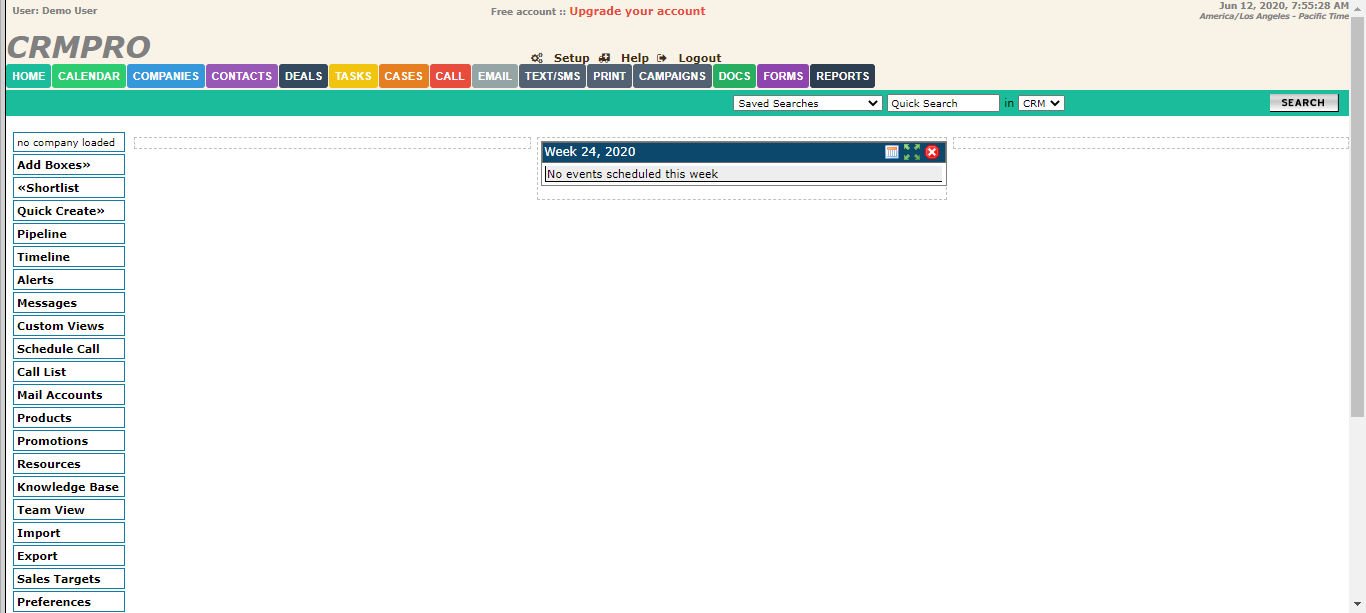 User: Demo User
Free account :: Upgrade your account
Jun 12, 2020, 7:55:28 AM
America/Los Angeles - Pacific Time
CRMPRO
Setup Help Logout
HOME CALENDAR COMPANIES CONTACTS DEALS TASKS CASES CALL EMAIL TEXT/SMS PRINT CAMPAIGNS DOCS FORMS REPORTS
Saved Searches Quick Search in CRM SEARCH
no company loaded
Add Boxes»
«Shortlist
Quick Create»
Pipeline
Timeline
Alerts
Messages
Custom Views
Schedule Call
Call List
Mail Accounts
Products
Promotions
Resources
Knowledge Base
Team View
Import
Export
Sales Targets
Preferences
Week 24, 2020
No events scheduled this week